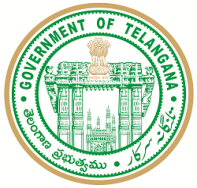 GOVERNMENT OF TELANGANA
తెలంగాణ ప్రభుత్వము
تلنگانہ سرکار